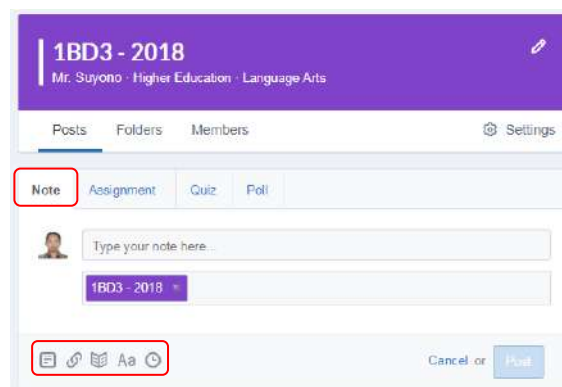 1BD3 - 2018
Mr. Suyono · Higher Education · Language Arts
Posts Folders Members Settings
Note Assignment Quiz Poll
Type your note here...
1BD3 - 2018 ×
Aa Cancel or Post